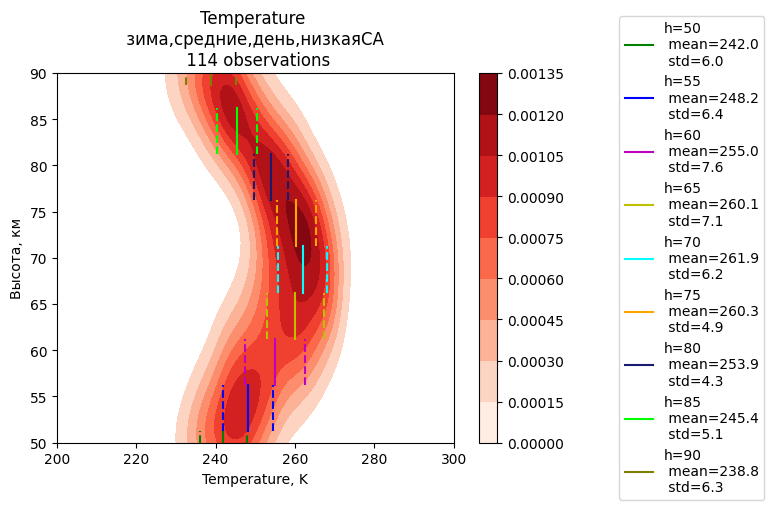 Temperature
зима,средние,день,низкаяСА
114 observations
90
85
80
75
70
65
60
55
50
Высота, км
200
220
240
260
280
300
Temperature, K
0.00135
0.00120
0.00105
0.00090
0.00075
0.00060
0.00045
0.00030
0.00015
0.00000
h=50
mean=242.0
std=6.0
h=55
mean=248.2
std=6.4
h=60
mean=255.0
std=7.6
h=65
mean=260.1
std=7.1
h=70
mean=261.9
std=6.2
h=75
mean=260.3
std=4.9
h=80
mean=253.9
std=4.3
h=85
mean=245.4
std=5.1
h=90
mean=238.8
std=6.3